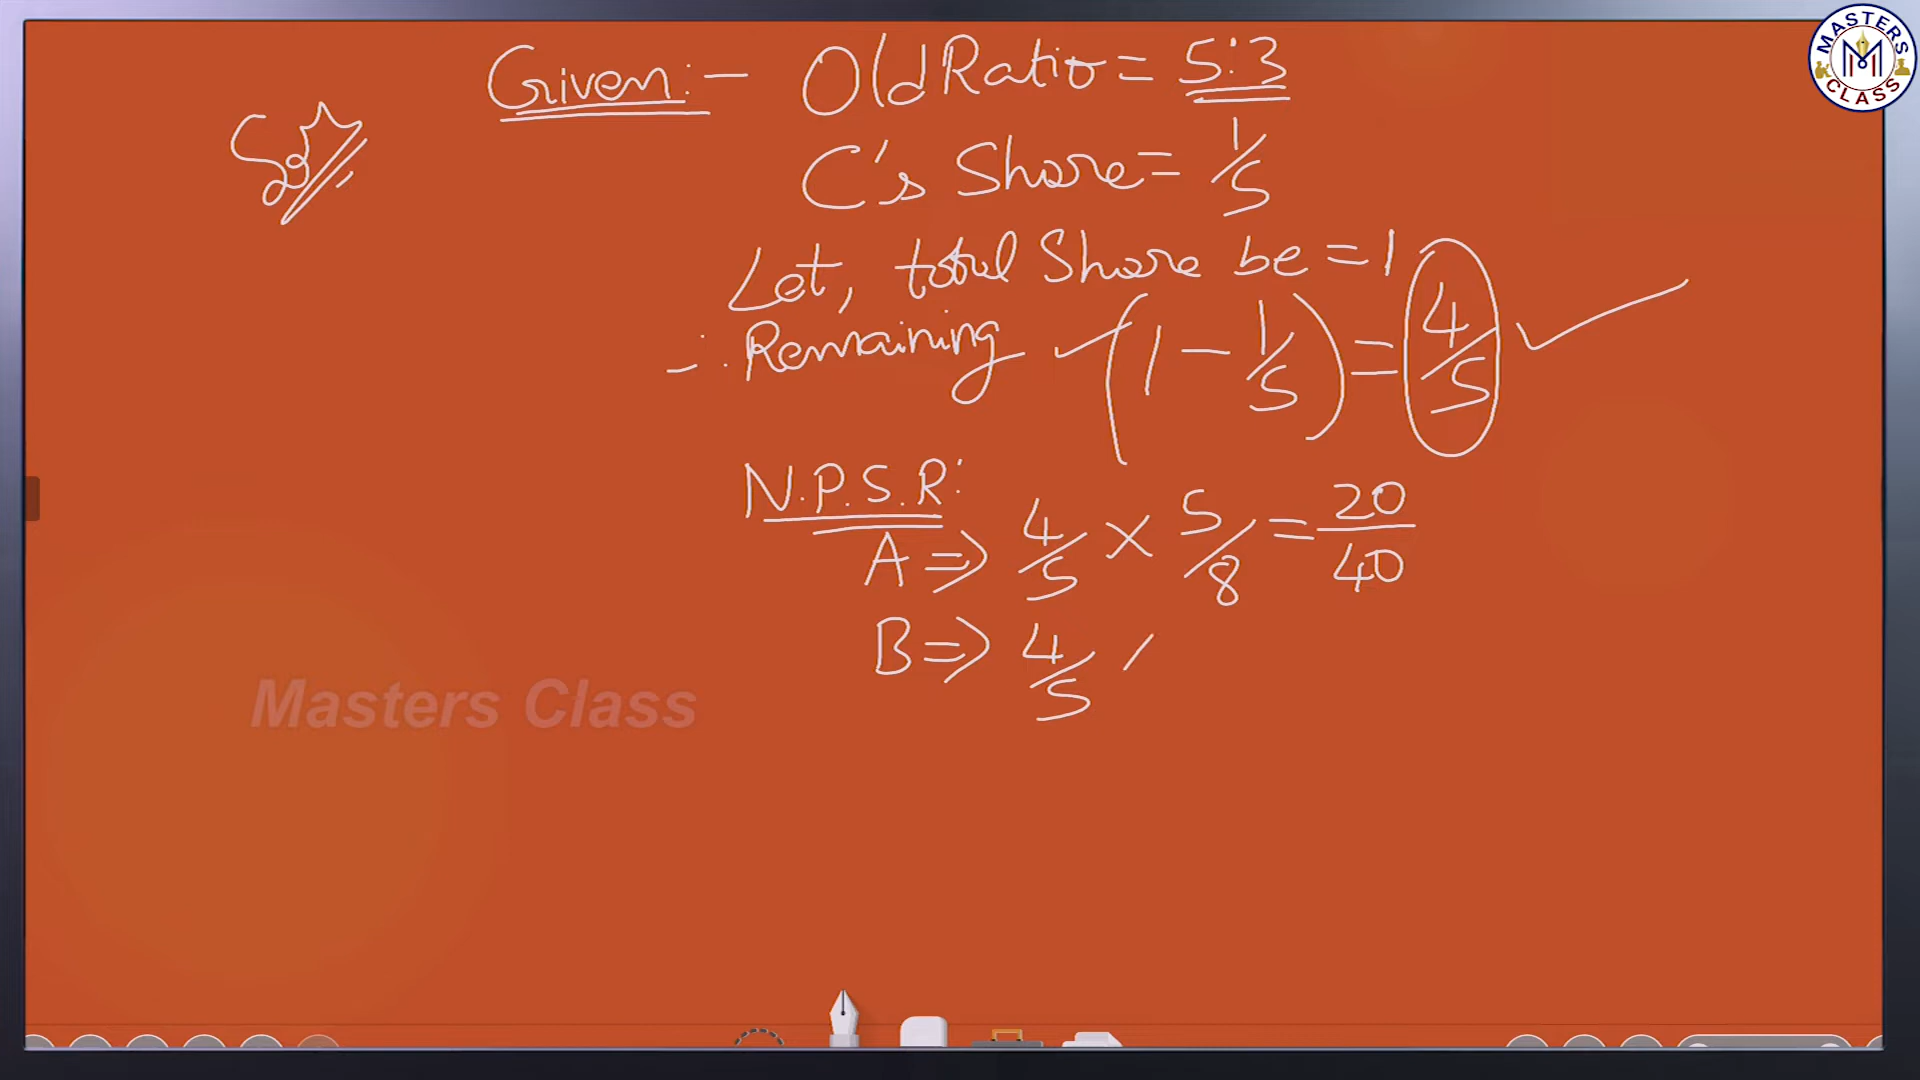 MASTERS CLASS
Given:- Old Ratio = 5:3
Sol
C's Share = 1/5
Let, total Share be = 1
∴ Remaining ✓ (1 - 1/5) = 4/5 ✓
N.P.S.R:
A => 4/5 × 5/8 = 20/40
B => 4/5 /
Masters Class